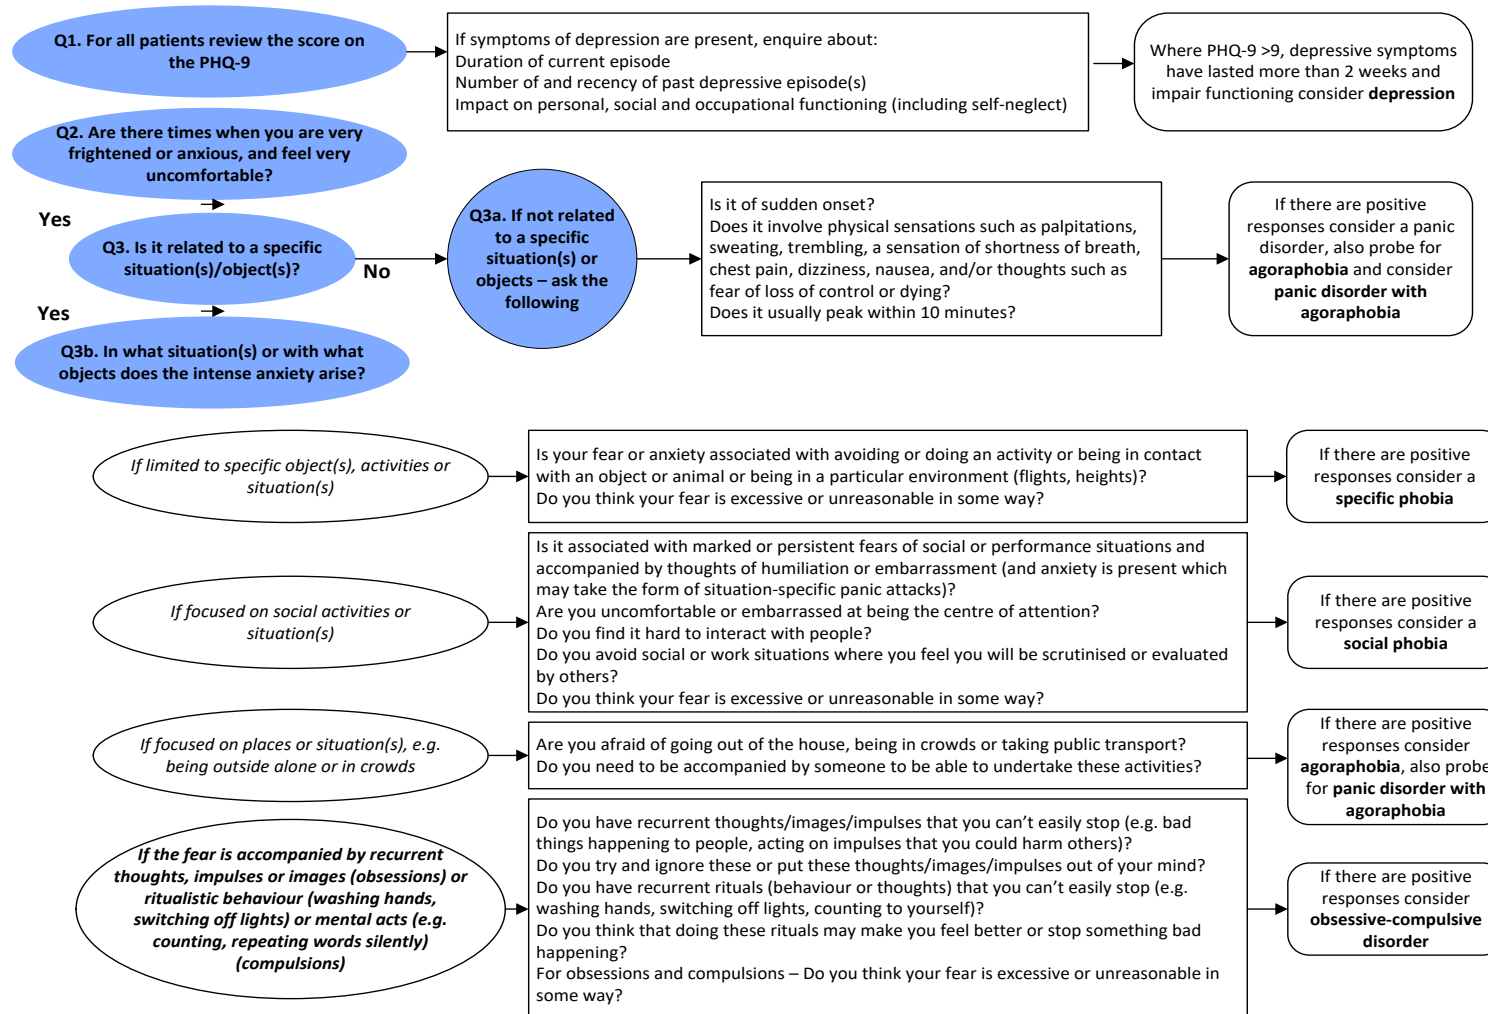 Q1. For all patients review the score on
the PHQ-9
If symptoms of depression are present, enquire about:
Duration of current episode
Number of and recency of past depressive episode(s)
Impact on personal, social and occupational functioning (including self-neglect)
Where PHQ-9 >9, depressive symptoms
have lasted more than 2 weeks and
impair functioning consider depression
Q2. Are there times when you are very
frightened or anxious, and feel very
uncomfortable?
Yes
Q3. Is it related to a specific
situation(s)/object(s)?
No
Q3a. If not related
to a specific
situation(s) or
objects – ask the
following
Is it of sudden onset?
Does it involve physical sensations such as palpitations,
sweating, trembling, a sensation of shortness of breath,
chest pain, dizziness, nausea, and/or thoughts such as
fear of loss of control or dying?
Does it usually peak within 10 minutes?
If there are positive
responses consider a panic
disorder, also probe for
agoraphobia and consider
panic disorder with
agoraphobia
Yes
Q3b. In what situation(s) or with what
objects does the intense anxiety arise?
If limited to specific object(s), activities or
situation(s)
Is your fear or anxiety associated with avoiding or doing an activity or being in contact
with an object or animal or being in a particular environment (flights, heights)?
Do you think your fear is excessive or unreasonable in some way?
If there are positive
responses consider a
specific phobia
If focused on social activities or
situation(s)
Is it associated with marked or persistent fears of social or performance situations and
accompanied by thoughts of humiliation or embarrassment (and anxiety is present which
may take the form of situation-specific panic attacks)?
Are you uncomfortable or embarrassed at being the centre of attention?
Do you find it hard to interact with people?
Do you avoid social or work situations where you feel you will be scrutinised or evaluated
by others?
Do you think your fear is excessive or unreasonable in some way?
If there are positive
responses consider a
social phobia
If focused on places or situation(s), e.g.
being outside alone or in crowds
Are you afraid of going out of the house, being in crowds or taking public transport?
Do you need to be accompanied by someone to be able to undertake these activities?
If there are positive
responses consider
agoraphobia, also probe
for panic disorder with
agoraphobia
If the fear is accompanied by recurrent
thoughts, impulses or images (obsessions) or
ritualistic behaviour (washing hands,
switching off lights) or mental acts (e.g.
counting, repeating words silently)
(compulsions)
Do you have recurrent thoughts/images/impulses that you can’t easily stop (e.g. bad
things happening to people, acting on impulses that you could harm others)?
Do you try and ignore these or put these thoughts/images/impulses out of your mind?
Do you have recurrent rituals (behaviour or thoughts) that you can’t easily stop (e.g.
washing hands, switching off lights, counting to yourself)?
Do you think that doing these rituals may make you feel better or stop something bad
happening?
For obsessions and compulsions – Do you think your fear is excessive or unreasonable in
some way?
If there are positive
responses consider
obsessive-compulsive
disorder